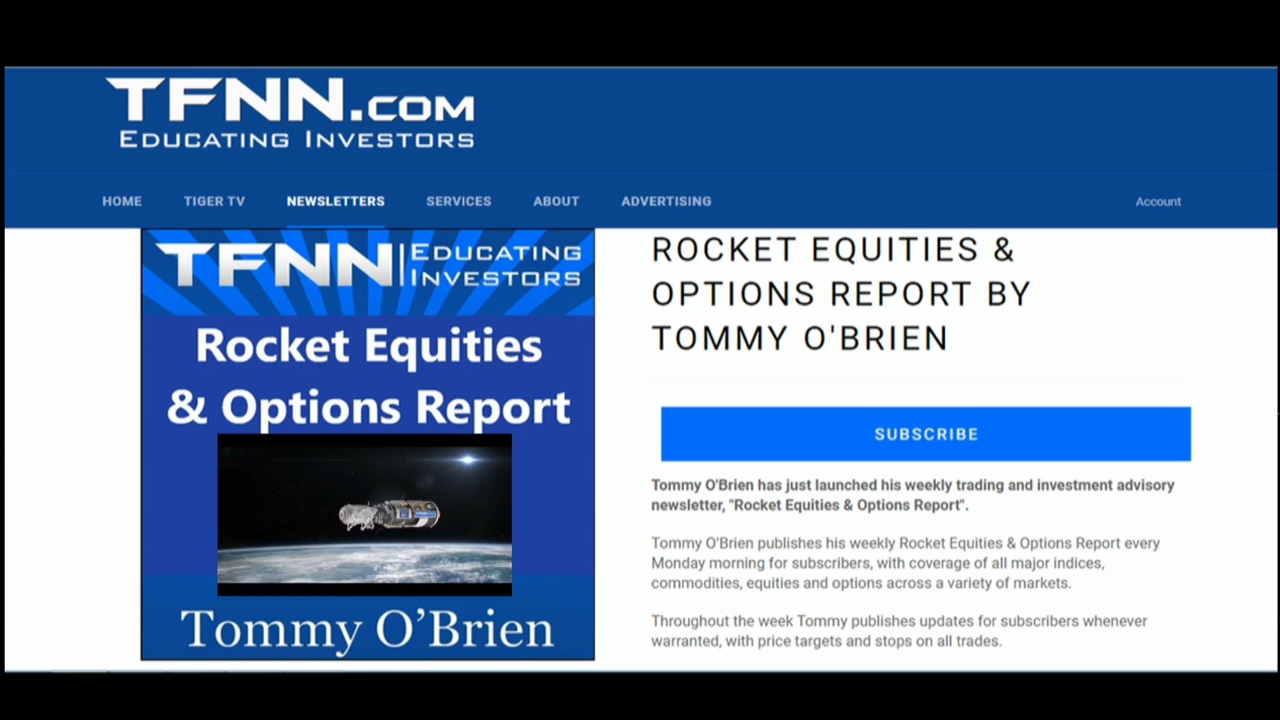 TFNN.COM
EDUCATING INVESTORS
HOME TIGER TV NEWSLETTERS SERVICES ABOUT ADVERTISING Account
TFNN | EDUCATING
INVESTORS
Rocket Equities
& Options Report
Tommy O’Brien
ROCKET EQUITIES &
OPTIONS REPORT BY
TOMMY O'BRIEN
SUBSCRIBE
Tommy O'Brien has just launched his weekly trading and investment advisory
newsletter, "Rocket Equities & Options Report".
Tommy O'Brien publishes his weekly Rocket Equities & Options Report every
Monday morning for subscribers, with coverage of all major indices,
commodities, equities and options across a variety of markets.
Throughout the week Tommy publishes updates for subscribers whenever
warranted, with price targets and stops on all trades.